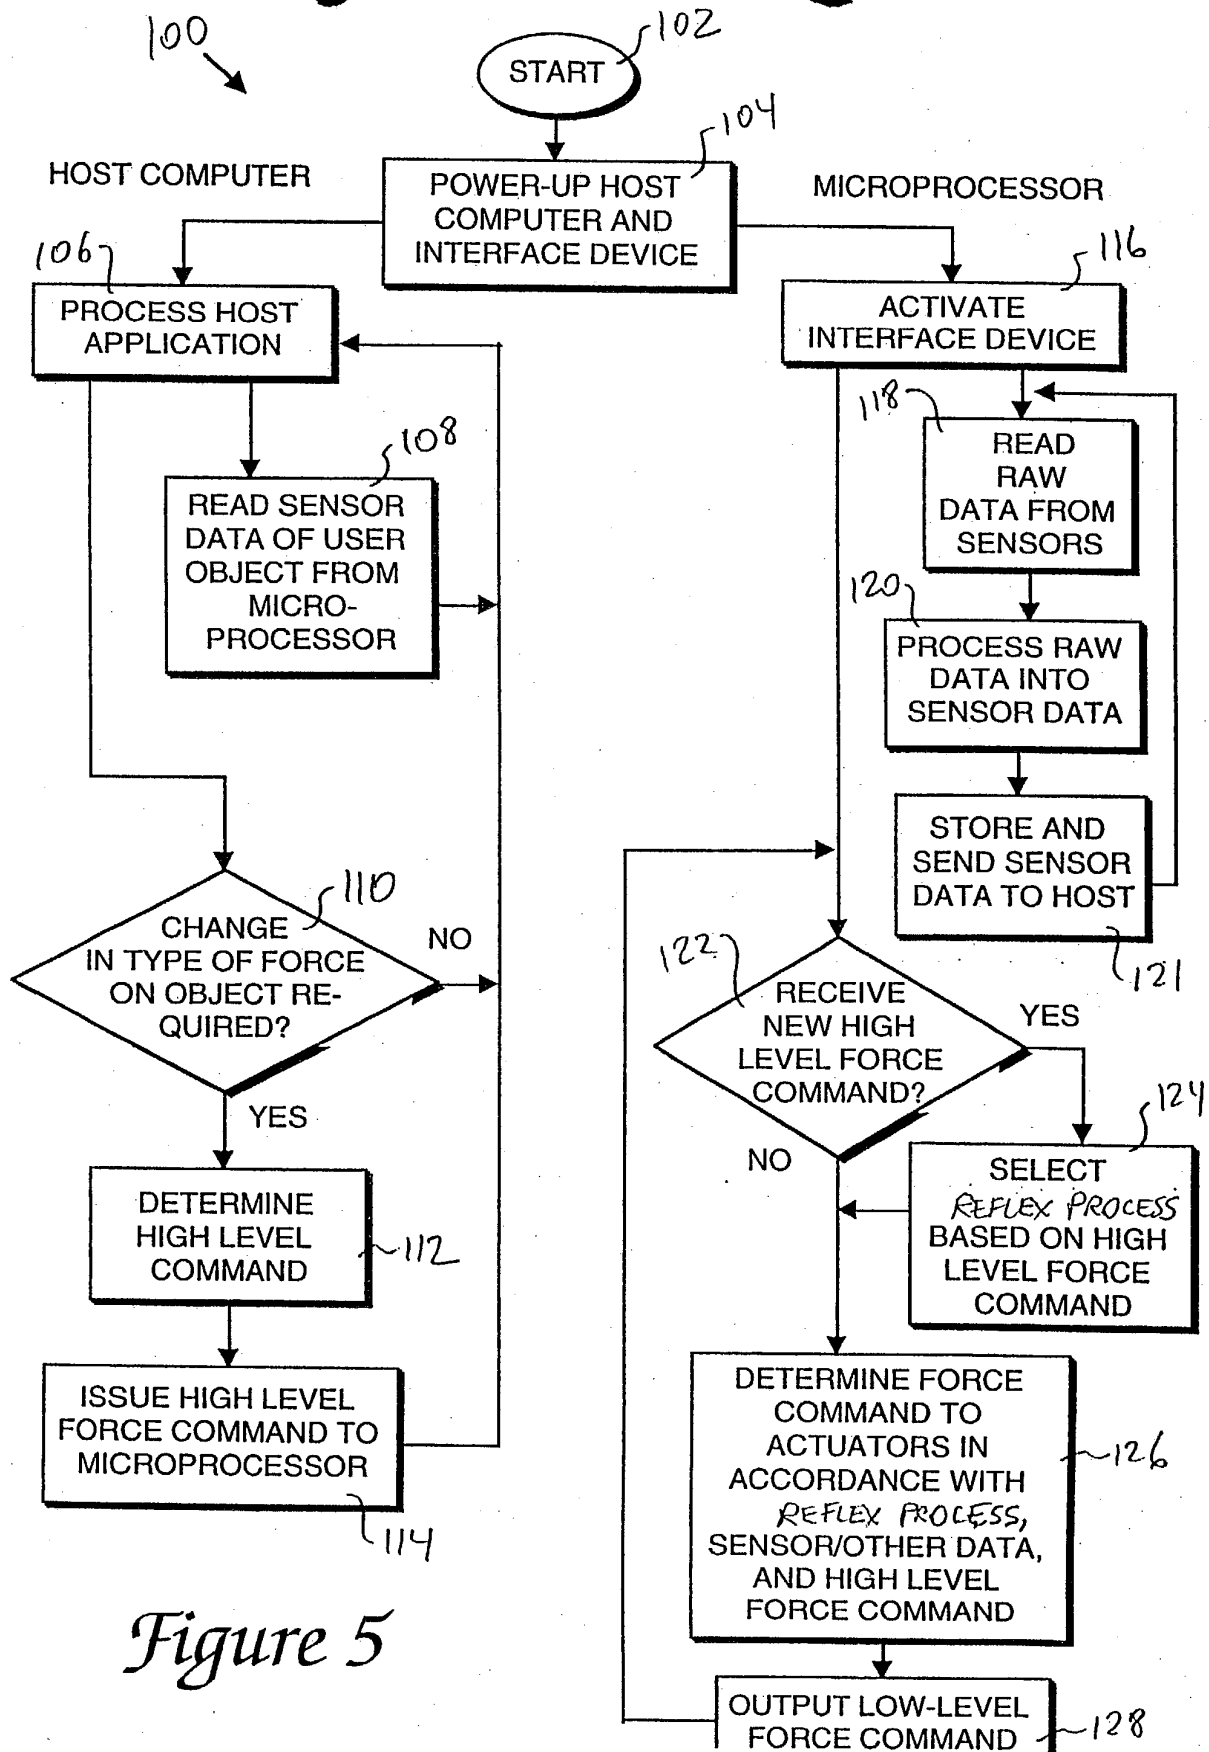 100
102
START
104
HOST COMPUTER
POWER-UP HOST
COMPUTER AND
INTERFACE DEVICE
MICROPROCESSOR
106
PROCESS HOST
APPLICATION
108
READ SENSOR
DATA OF USER
OBJECT FROM
MICRO-
PROCESSOR
110
CHANGE
IN TYPE OF FORCE
ON OBJECT RE-
QUIRED?
NO
YES
DETERMINE
HIGH LEVEL
COMMAND
112
ISSUE HIGH LEVEL
FORCE COMMAND TO
MICROPROCESSOR
114
116
ACTIVATE
INTERFACE DEVICE
118
READ
RAW
DATA FROM
SENSORS
120
PROCESS RAW
DATA INTO
SENSOR DATA
STORE AND
SEND SENSOR
DATA TO HOST
121
122
RECEIVE
NEW HIGH
LEVEL FORCE
COMMAND?
YES
NO
124
SELECT
REFLEX PROCESS
BASED ON HIGH
LEVEL FORCE
COMMAND
DETERMINE FORCE
COMMAND TO
ACTUATORS IN
ACCORDANCE WITH
REFLEX PROCESS,
SENSOR/OTHER DATA,
AND HIGH LEVEL
FORCE COMMAND
126
OUTPUT LOW-LEVEL
FORCE COMMAND
128
Figure 5